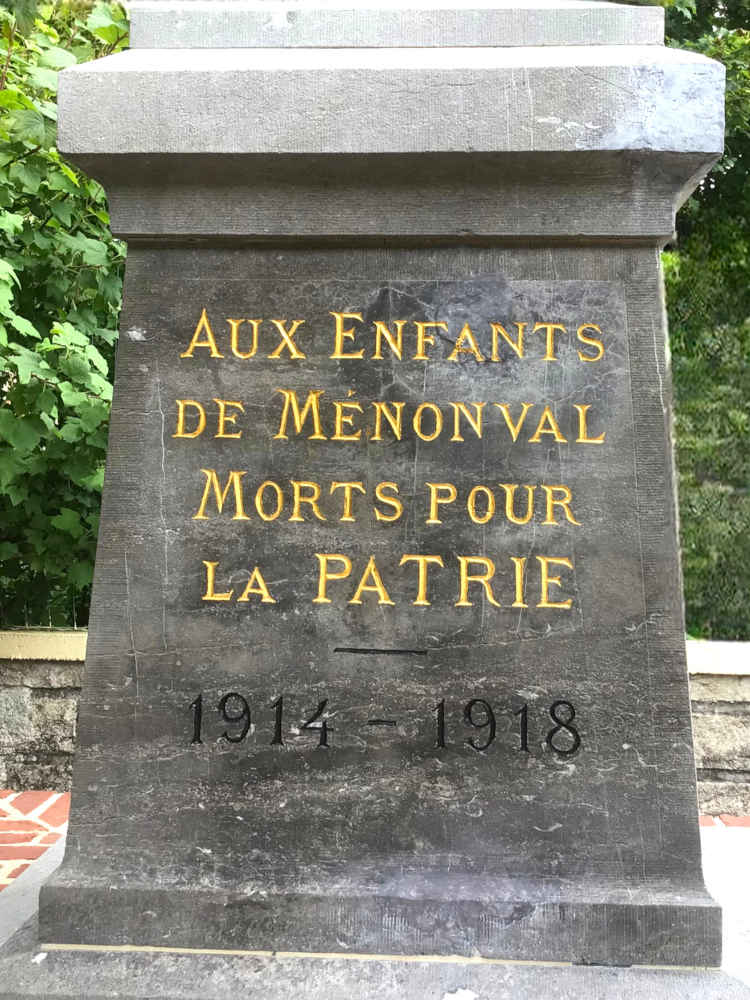 AUX ENFANTS
DE MÉNONVAL
MORTS POUR
LA PATRIE
1914 - 1918